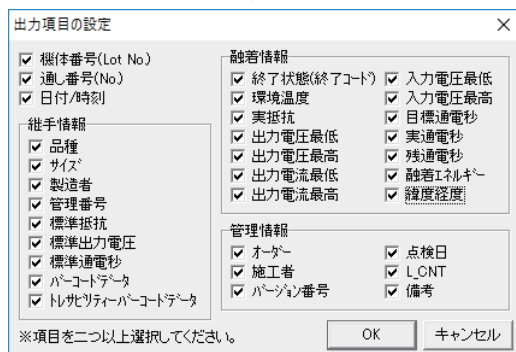 出力項目の設定
機体番号(Lot No.)
通し番号(No.)
日付/時刻
継手情報
品種
サイズ
製造者
管理番号
標準抵抗
標準出力電圧
標準通電秒
バーコードデータ
トレサビリティーバーコードデータ
融着情報
終了状態(終了コード)
環境温度
実抵抗
出力電圧最低
出力電圧最高
出力電流最低
出力電流最高
入力電圧最低
入力電圧最高
目標通電秒
実通電秒
残通電秒
融着エネルギー
緯度経度
管理情報
オーダー
施工者
バージョン番号
点検日
L_CNT
備考
※項目を二つ以上選択してください。
OK
キャンセル